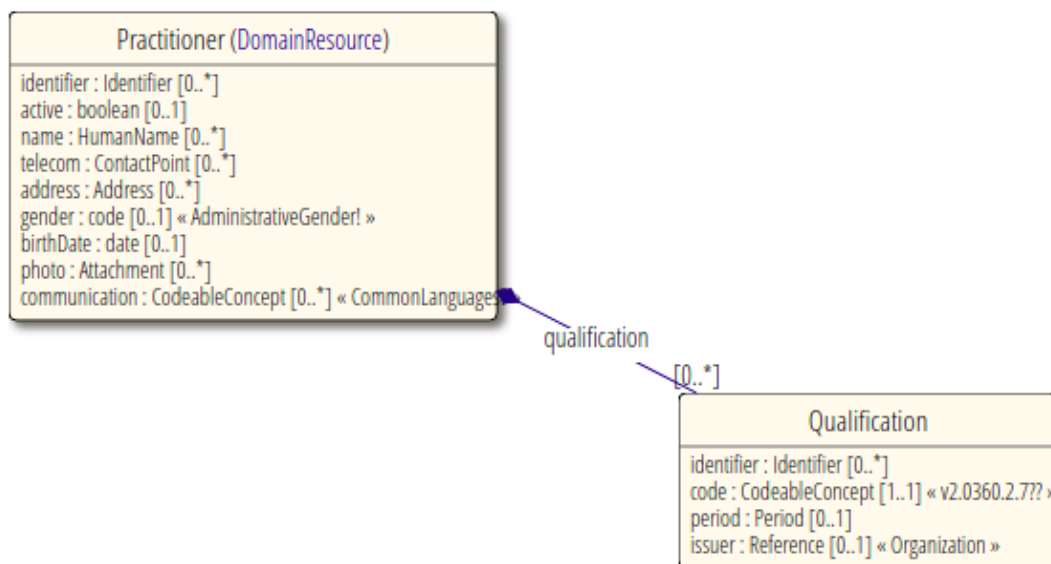 Practitioner (DomainResource)
identifier : Identifier [0..*]
active : boolean [0..1]
name : HumanName [0..*]
telecom : ContactPoint [0..*]
address : Address [0..*]
gender : code [0..1] « AdministrativeGender! »
birthDate : date [0..1]
photo : Attachment [0..*]
communication : CodeableConcept [0..*] « CommonLanguages »
qualification
[0..*]
Qualification
identifier : Identifier [0..*]
code : CodeableConcept [1..1] « v2.0360.2.7?? »
period : Period [0..1]
issuer : Reference [0..1] « Organization »